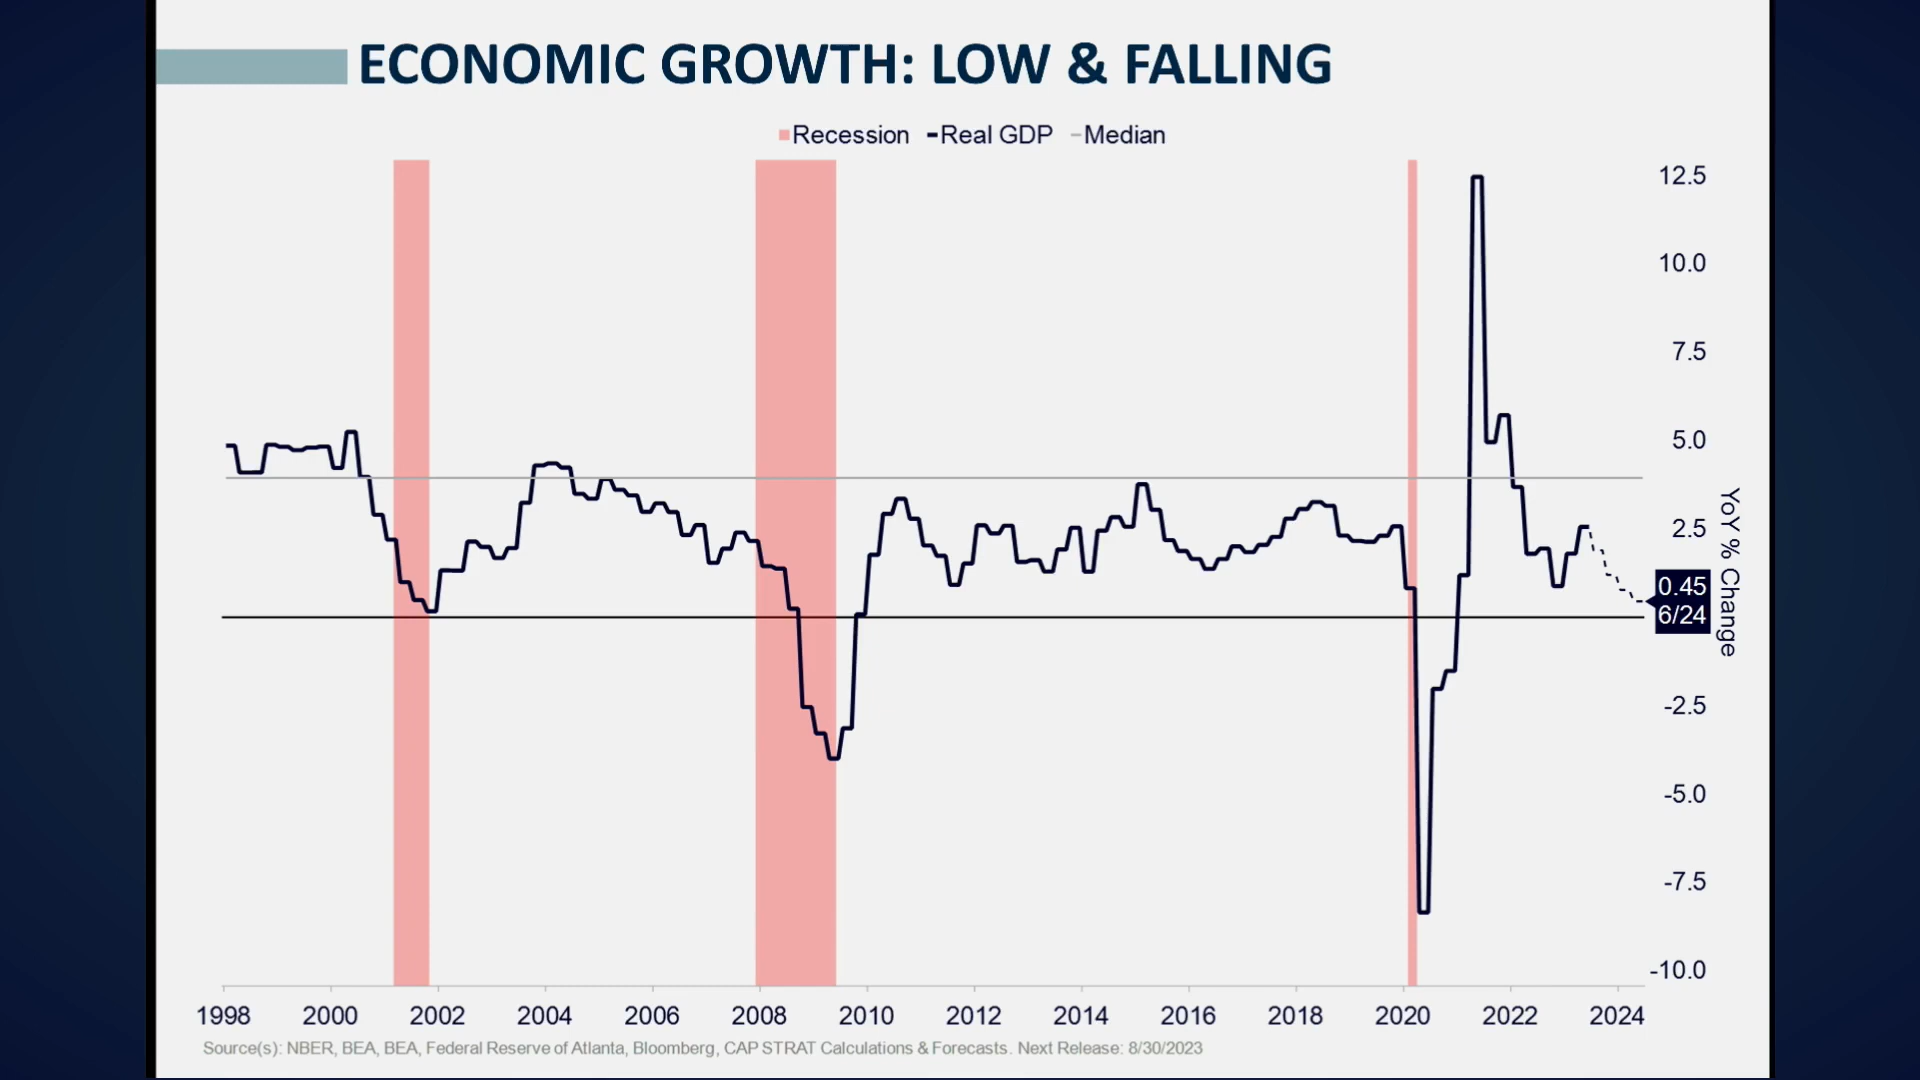 ECONOMIC GROWTH: LOW & FALLING
Recession Real GDP Median
12.5
10.0
7.5
5.0
2.5
0.45
6/24
-2.5
-5.0
-7.5
-10.0
YoY % Change
1998 2000 2002 2004 2006 2008 2010 2012 2014 2016 2018 2020 2022 2024
Source(s): NBER, BEA, BEA, Federal Reserve of Atlanta, Bloomberg, CAP STRAT Calculations & Forecasts. Next Release: 8/30/2023